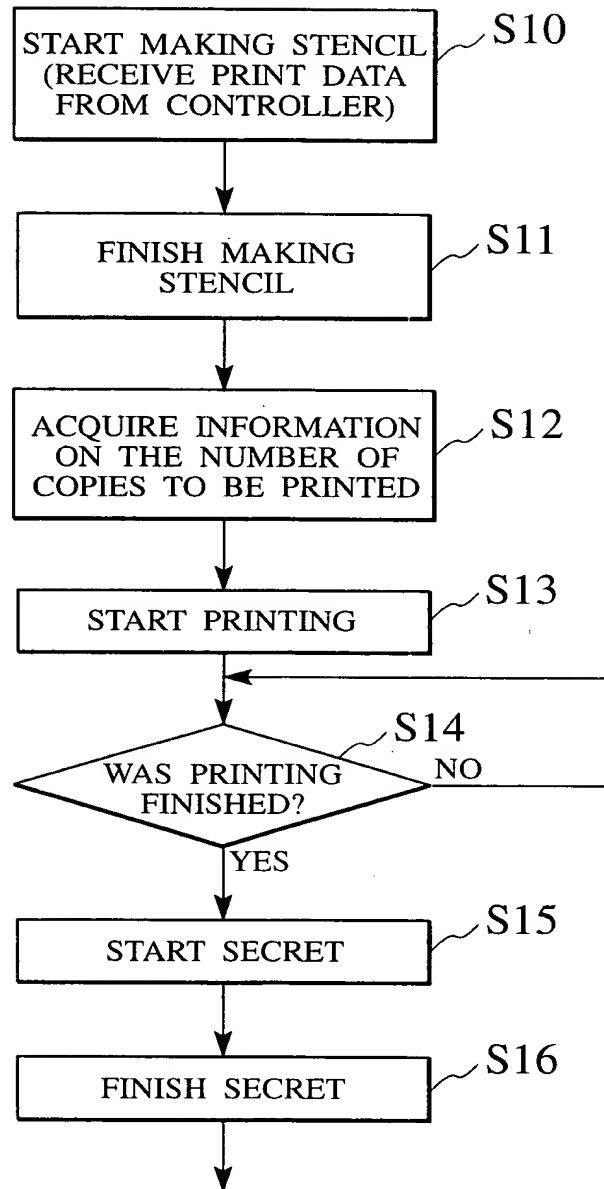 START MAKING STENCIL
(RECEIVE PRINT DATA
FROM CONTROLLER)
S10
FINISH MAKING
STENCIL
S11
ACQUIRE INFORMATION
ON THE NUMBER OF
COPIES TO BE PRINTED
S12
START PRINTING
S13
S14
WAS PRINTING
FINISHED?
NO
YES
START SECRET
S15
FINISH SECRET
S16